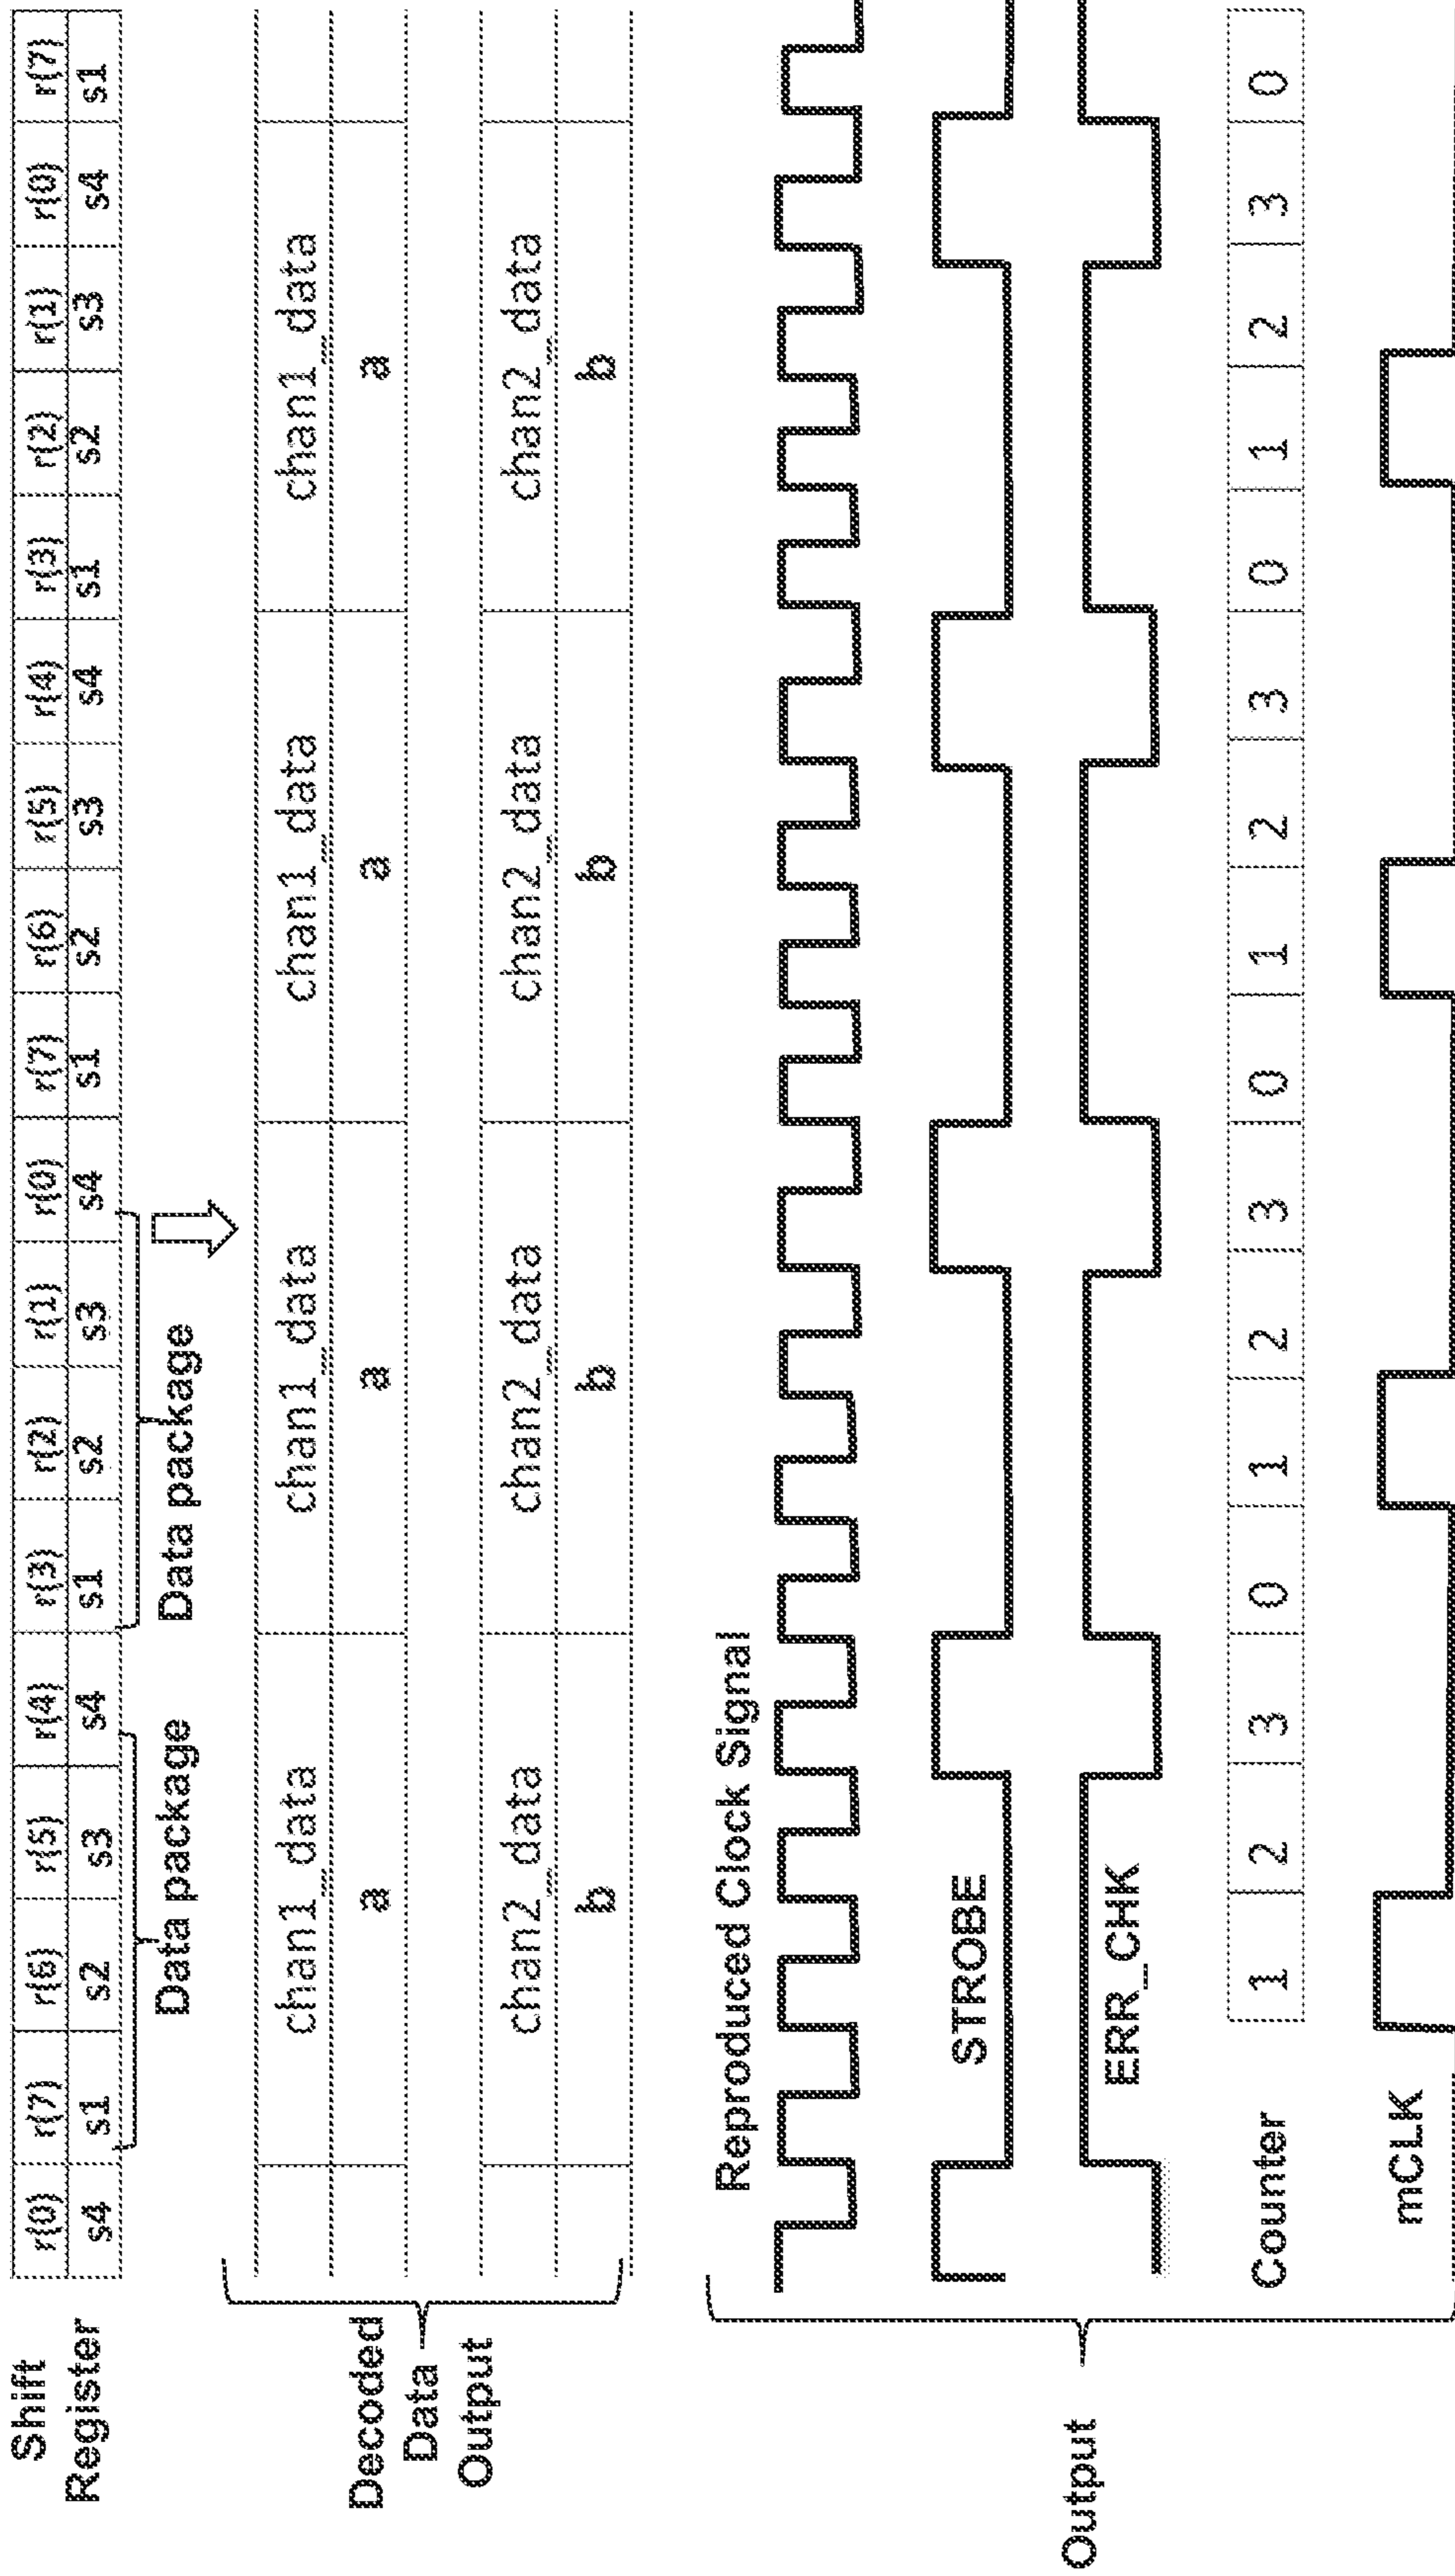 Shift
Register
r(0) r(7) r(6) r(5) r(4) r(3) r(2) r(1) r(0) r(7) r(6) r(5) r(4) r(3) r(2) r(1) r(0) r(7)
s4 s1 s2 s3 s4 s1 s2 s3 s4 s1 s2 s3 s4 s1 s2 s3 s4 s1
Data package Data package
Decoded
Data
Output
chan1_data chan1_data chan1_data chan1_data
a a a a
chan2_data chan2_data chan2_data chan2_data
b b b b
Output
Reproduced Clock Signal
STROBE
ERR_CHK
Counter 1 2 3 0 1 2 3 0 1 2 3 0 1 2 3 0
mCLK